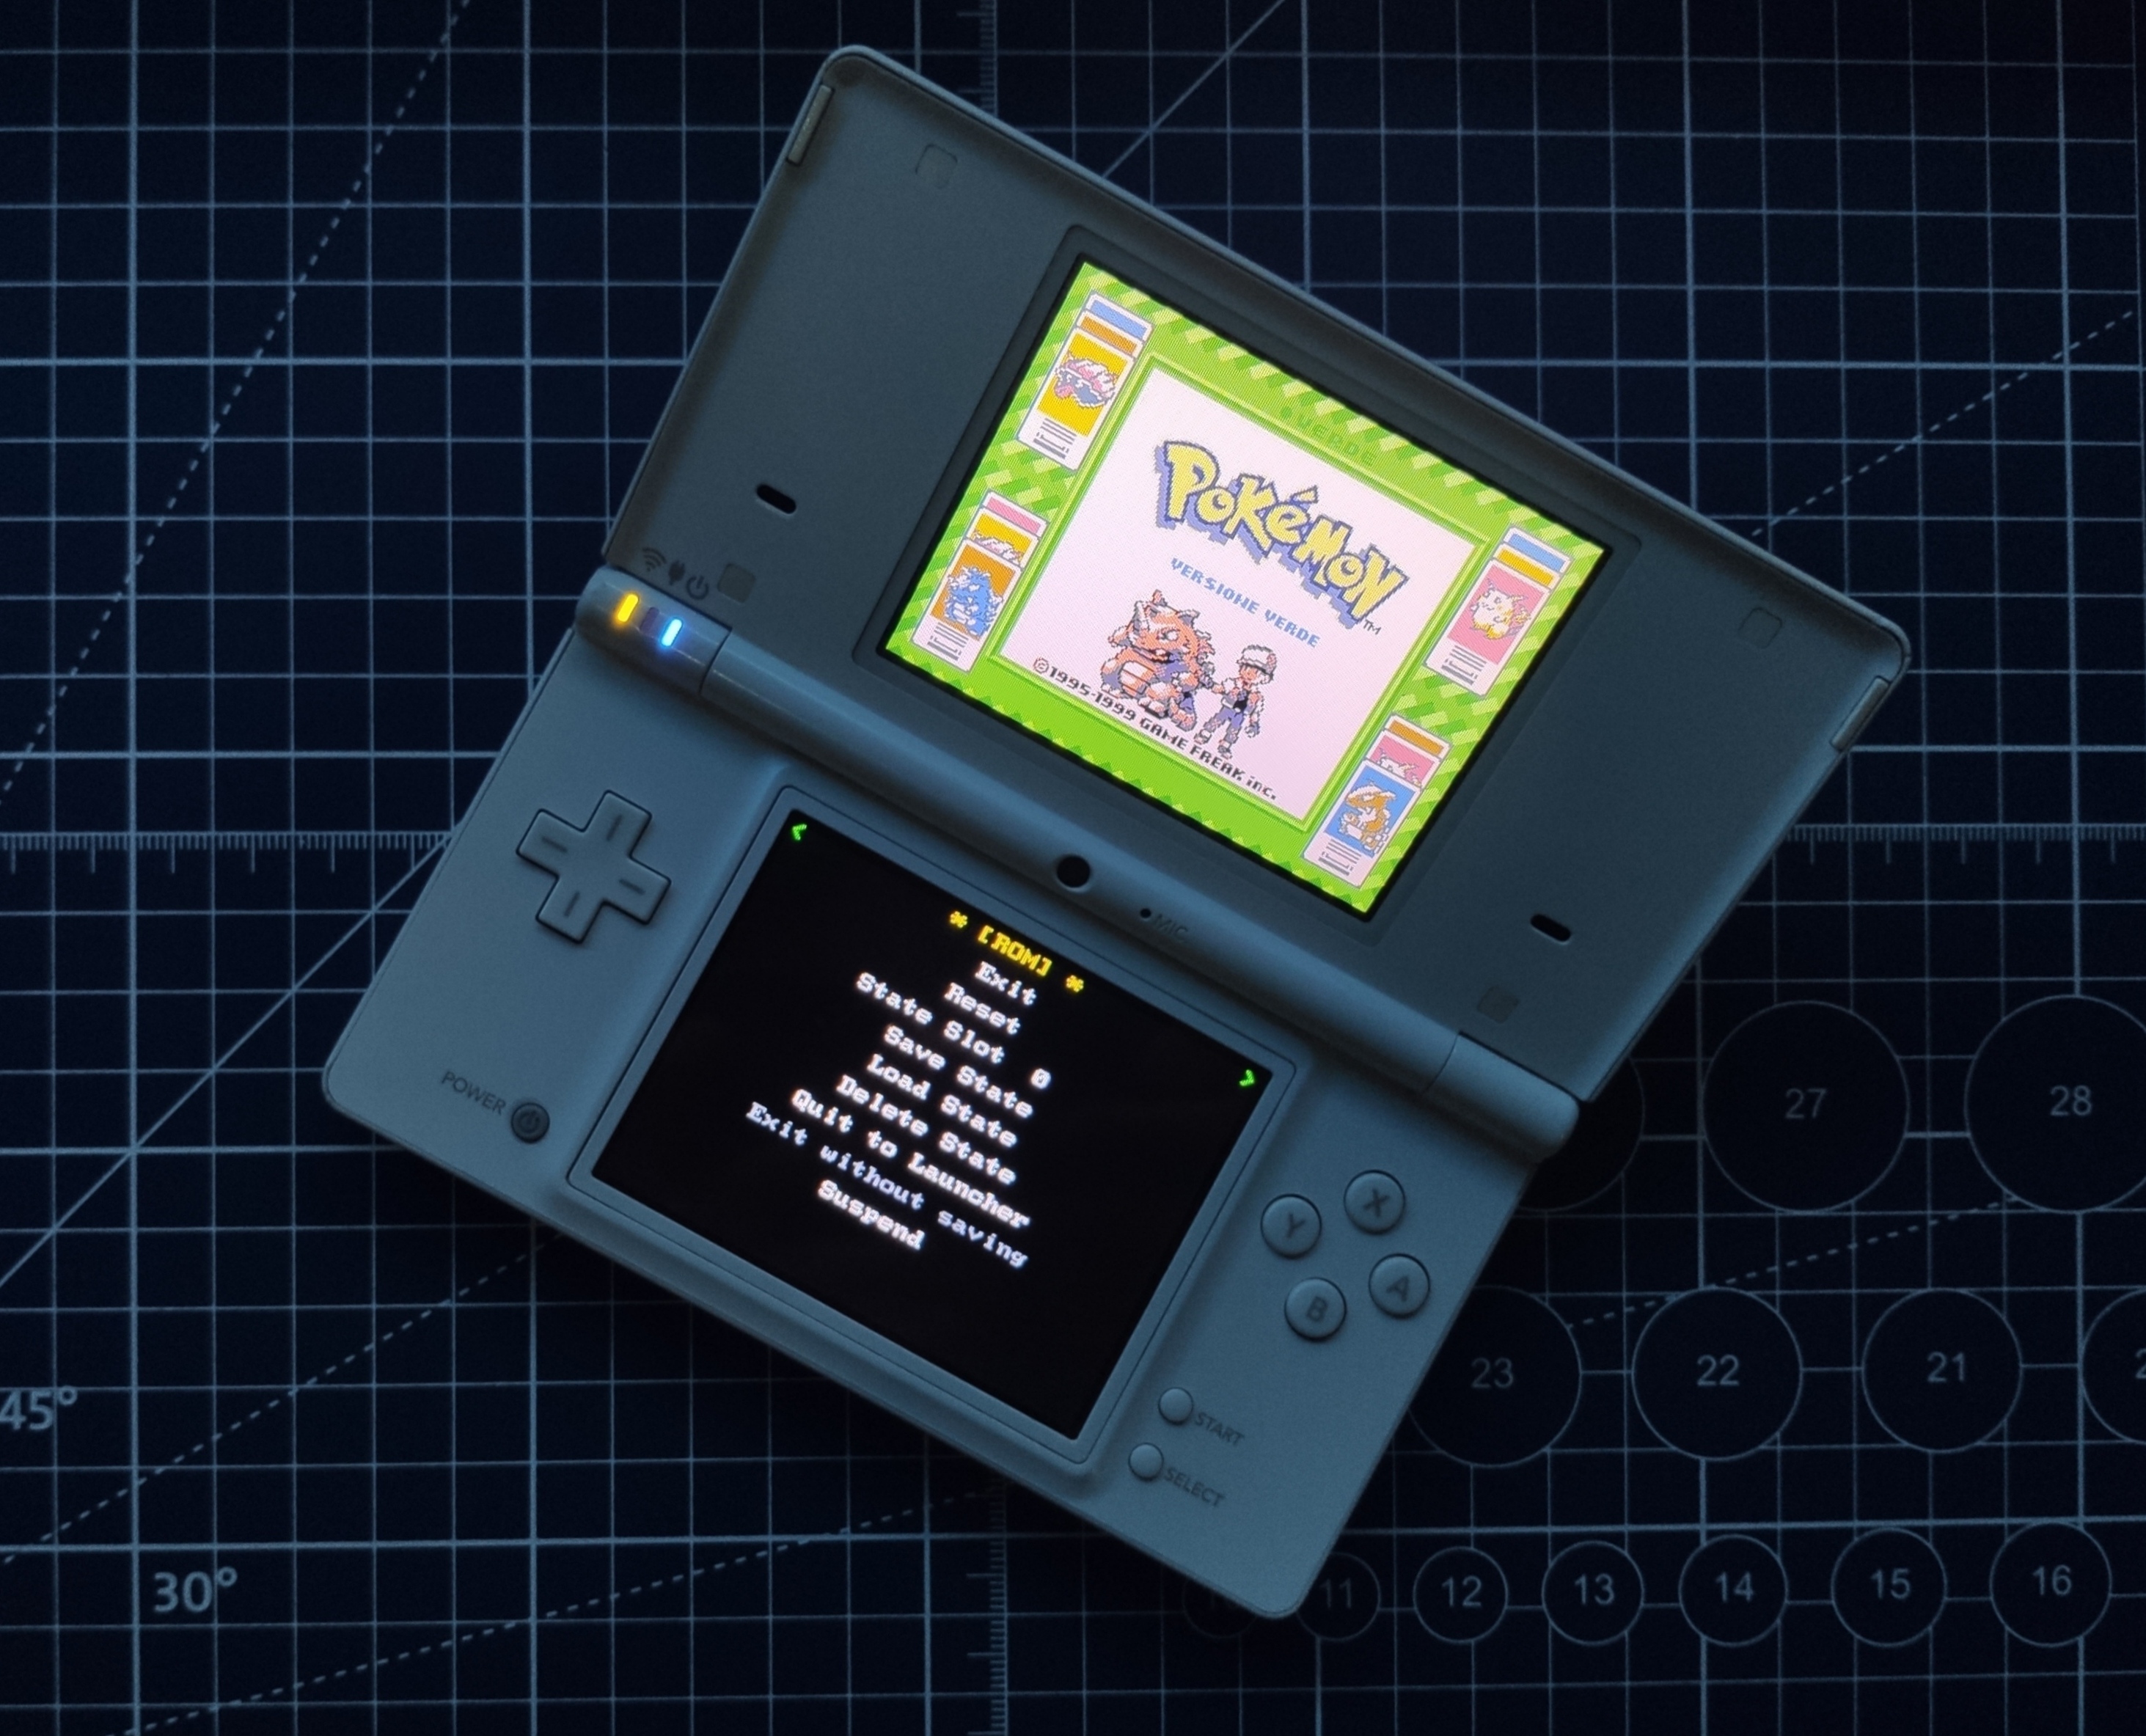 VERDE
Pokémon
TM
VERSIONE VERDE
©1995-1999 GAME FREAK inc.
MIC
< >
* [ROM] *
Exit
Reset
State Slot 0
Save State
Load State
Delete State
Quit to Launcher
Exit without saving
Suspend
POWER
X
Y
A
B
START
SELECT
27
28
23
22
21
45°
30°
11
12
13
14
15
16